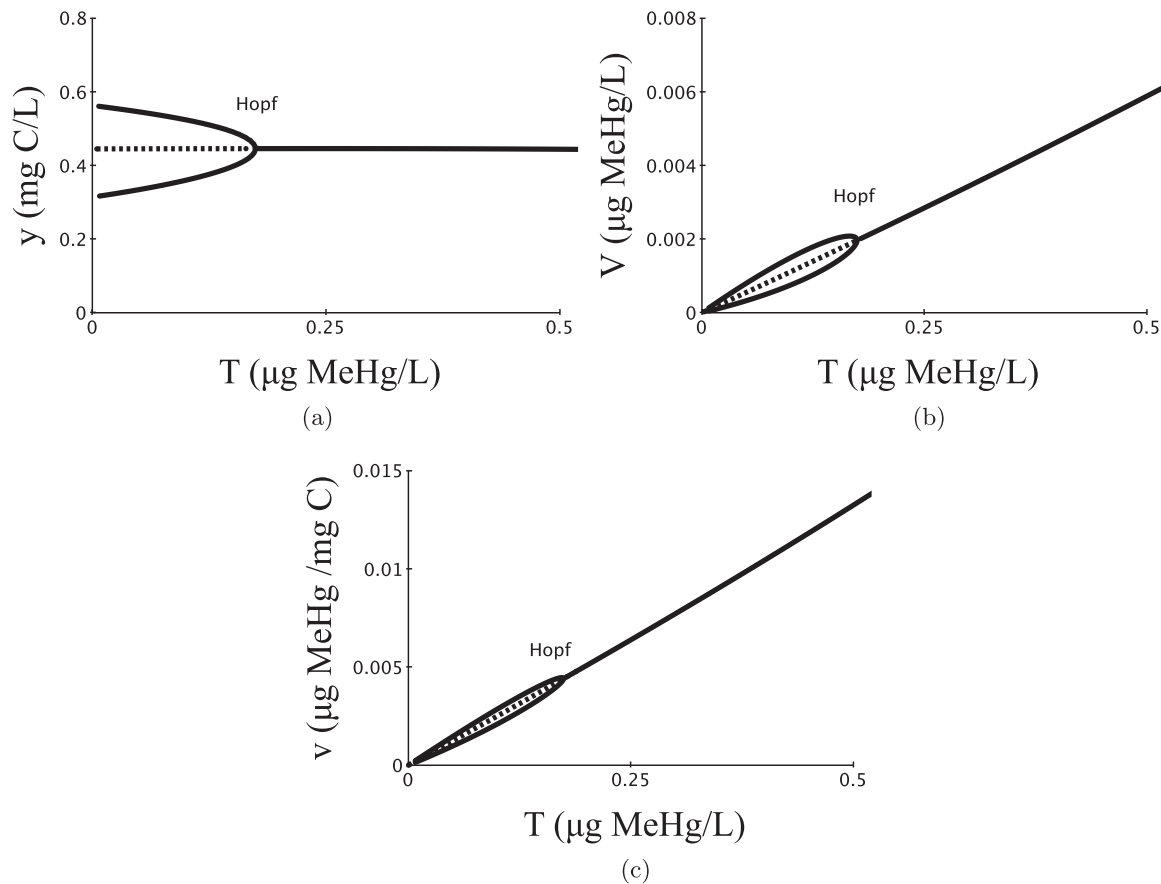 0.8
0.6
0.4
0.2
0
0
0.25
0.5
y (mg C/L)
Hopf
T (μg MeHg/L)
(a)
0.008
0.006
0.004
0.002
0
0
0.25
0.5
V (μg MeHg/L)
Hopf
T (μg MeHg/L)
(b)
0.015
0.01
0.005
0
0
0.25
0.5
v (μg MeHg /mg C)
Hopf
T (μg MeHg/L)
(c)